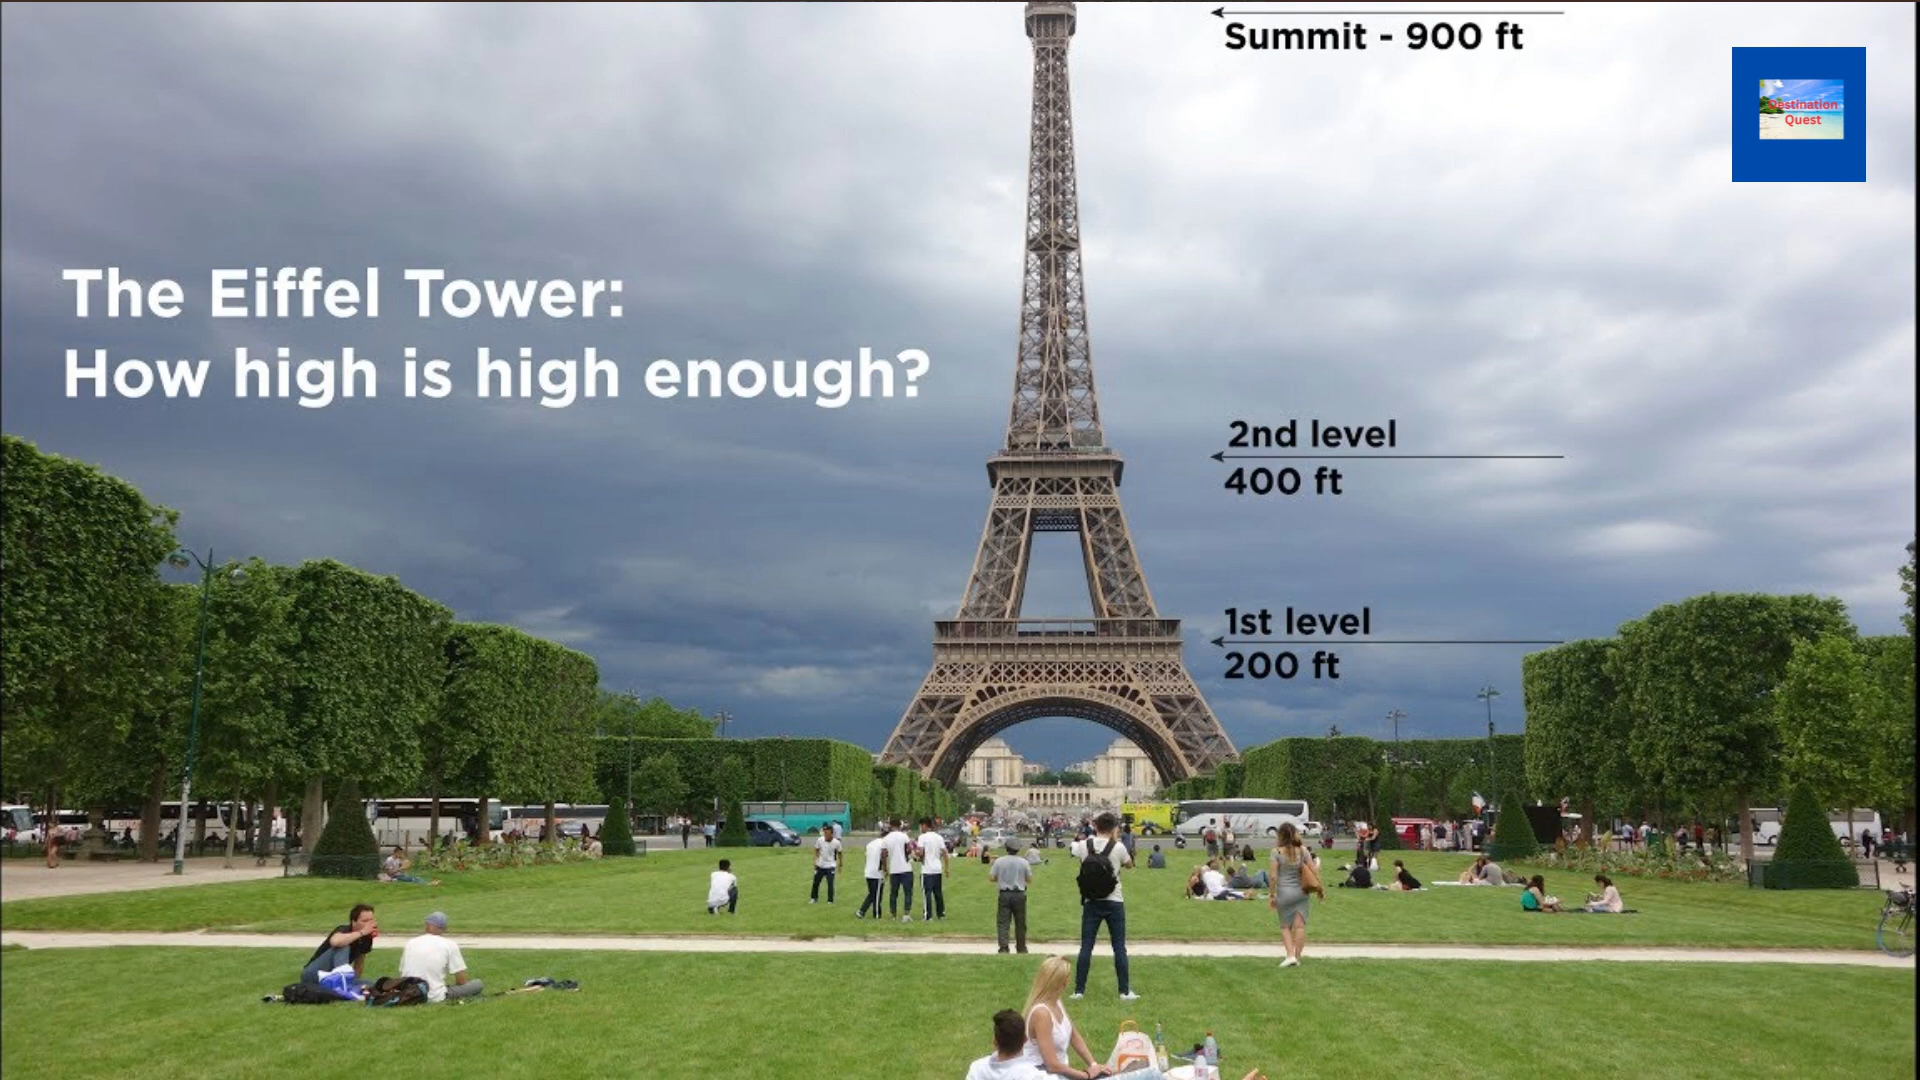 Summit - 900 ft
Destination
Quest
The Eiffel Tower:
How high is high enough?
2nd level
400 ft
1st level
200 ft